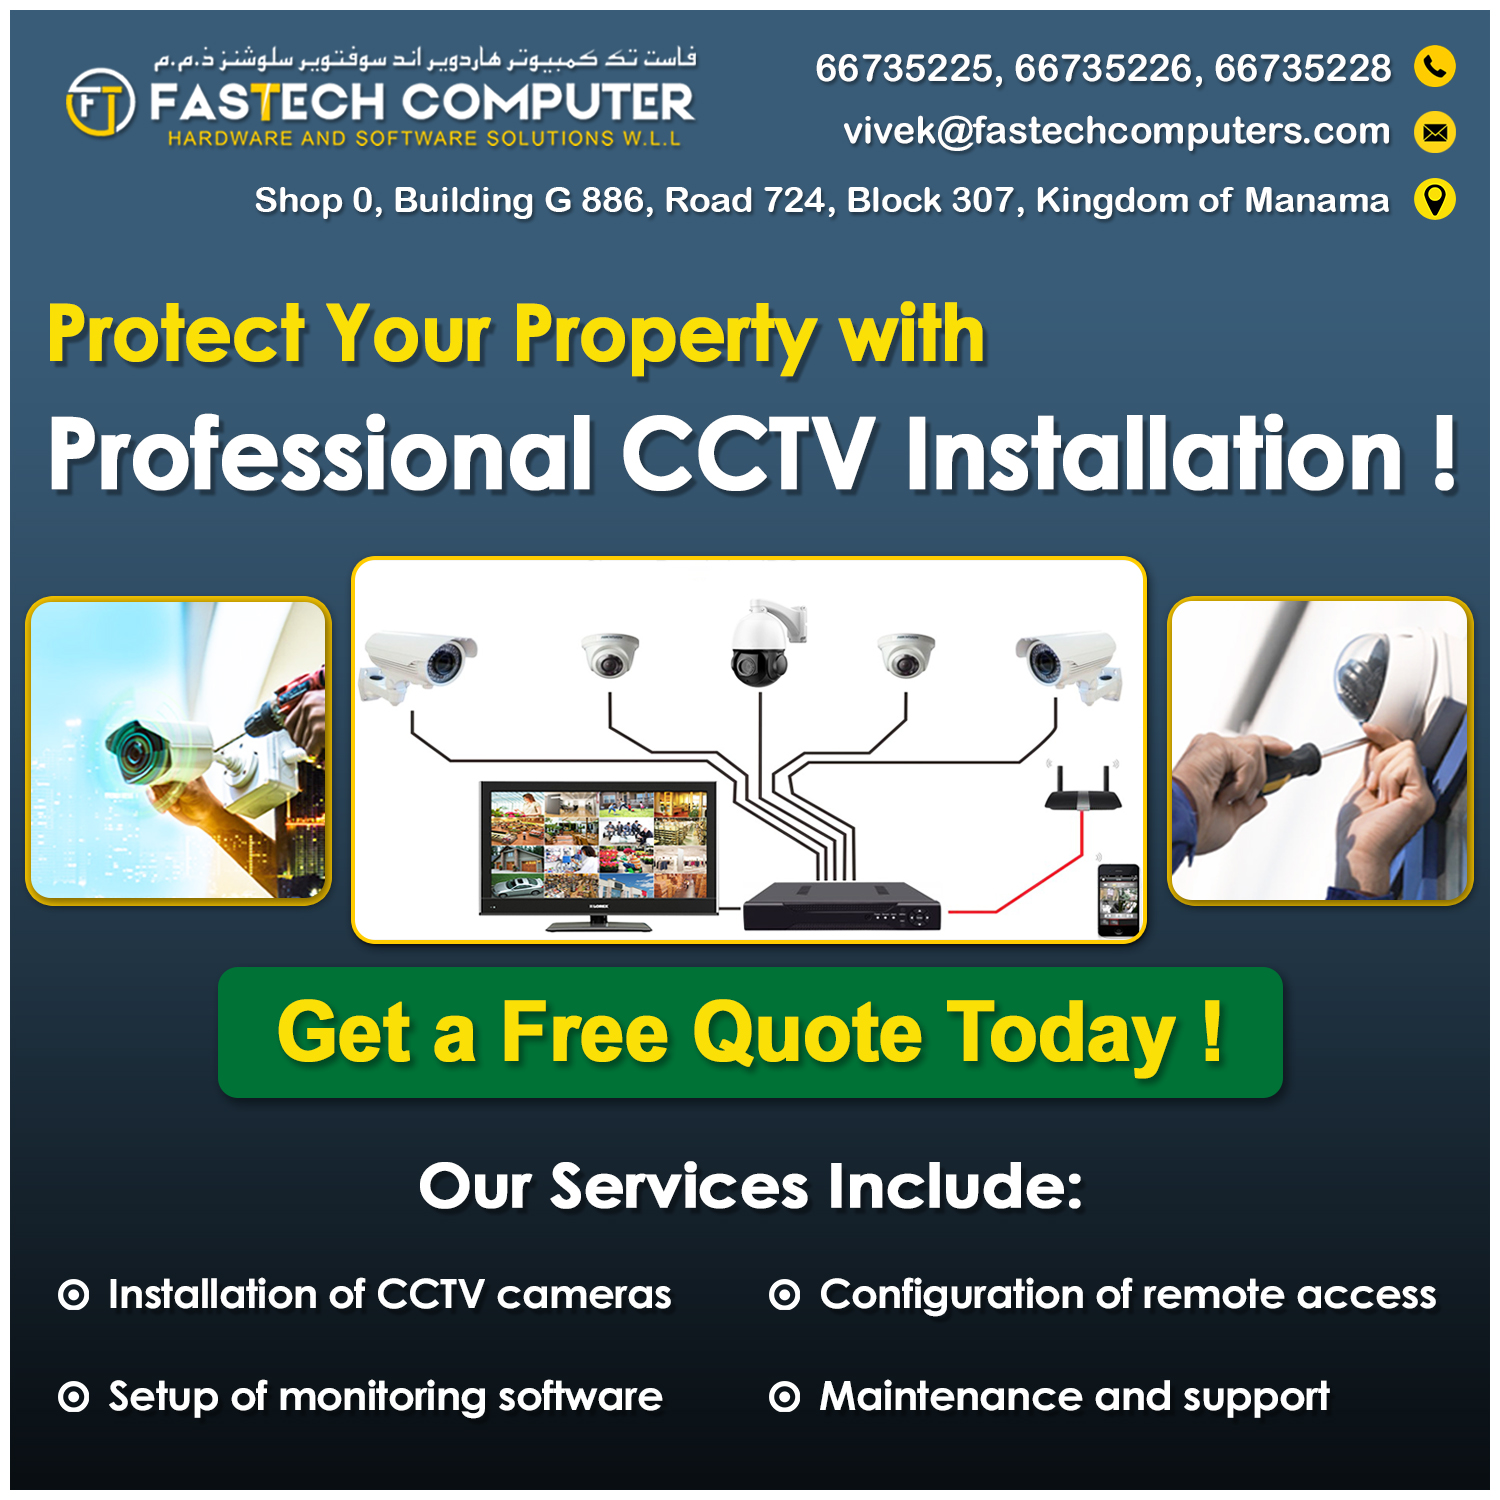 فاست تك كمبيوتر هاردوير اند سوفتوير سلوشنز ذ.م.م
FT FASTECH COMPUTER
HARDWARE AND SOFTWARE SOLUTIONS W.L.L
66735225, 66735226, 66735228
vivek@fastechcomputers.com
Shop 0, Building G 886, Road 724, Block 307, Kingdom of Manama
Protect Your Property with
Professional CCTV Installation !
Get a Free Quote Today !
Our Services Include:
Installation of CCTV cameras
Configuration of remote access
Setup of monitoring software
Maintenance and support